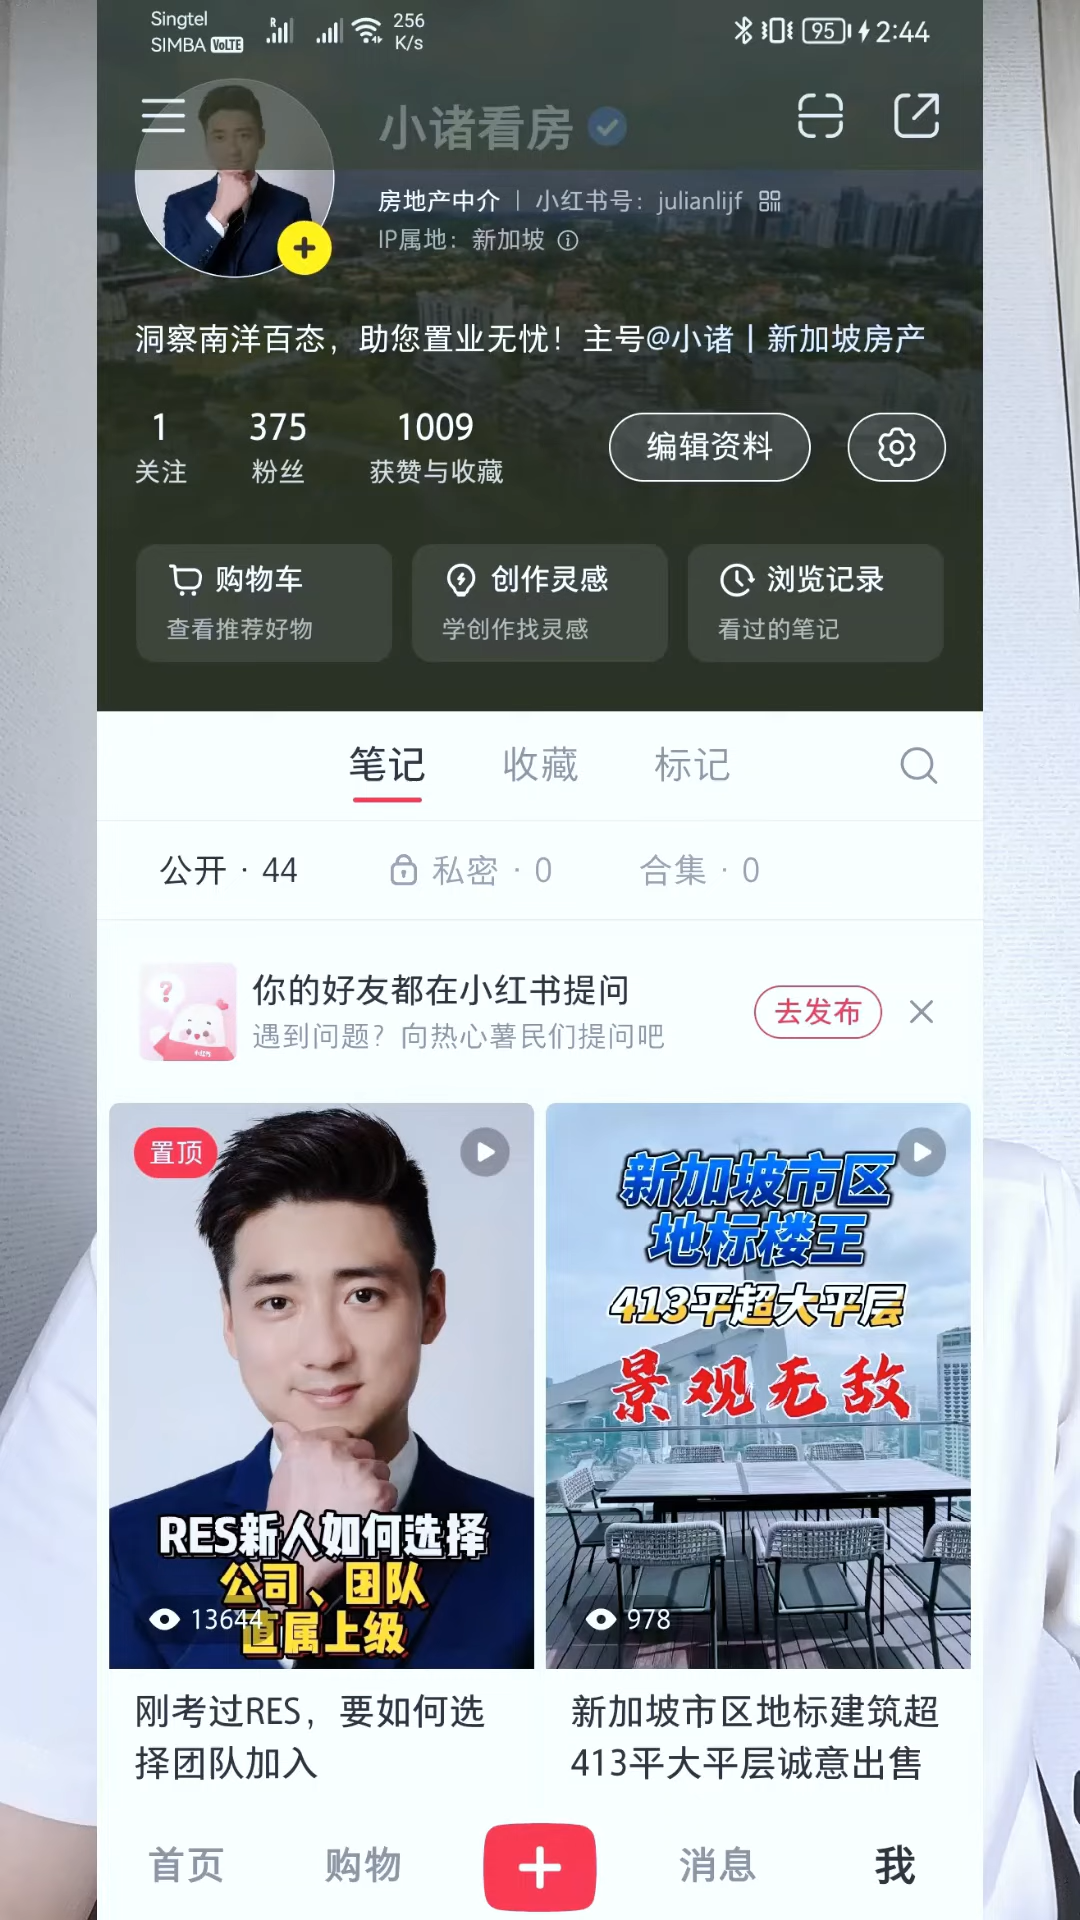 Singtel
SIMBA VoLTE
R
256
K/s
95
2:44
小诸看房
房地产中介 | 小红书号：julianlijf
IP属地：新加坡
洞察南洋百态，助您置业无忧！主号@小诸 | 新加坡房产
1
关注
375
粉丝
1009
获赞与收藏
编辑资料
购物车
查看推荐好物
创作灵感
学创作找灵感
浏览记录
看过的笔记
笔记
收藏
标记
公开 · 44
私密 · 0
合集 · 0
?
小红书
你的好友都在小红书提问
遇到问题？向热心薯民们提问吧
去发布
置顶
RES新人如何选择
公司、团队
直属上级
13644
新加坡市区
地标楼王
413平超大平层
景观无敌
978
刚考过RES，要如何选
择团队加入
新加坡市区地标建筑超
413平大平层诚意出售
首页
购物
消息
我